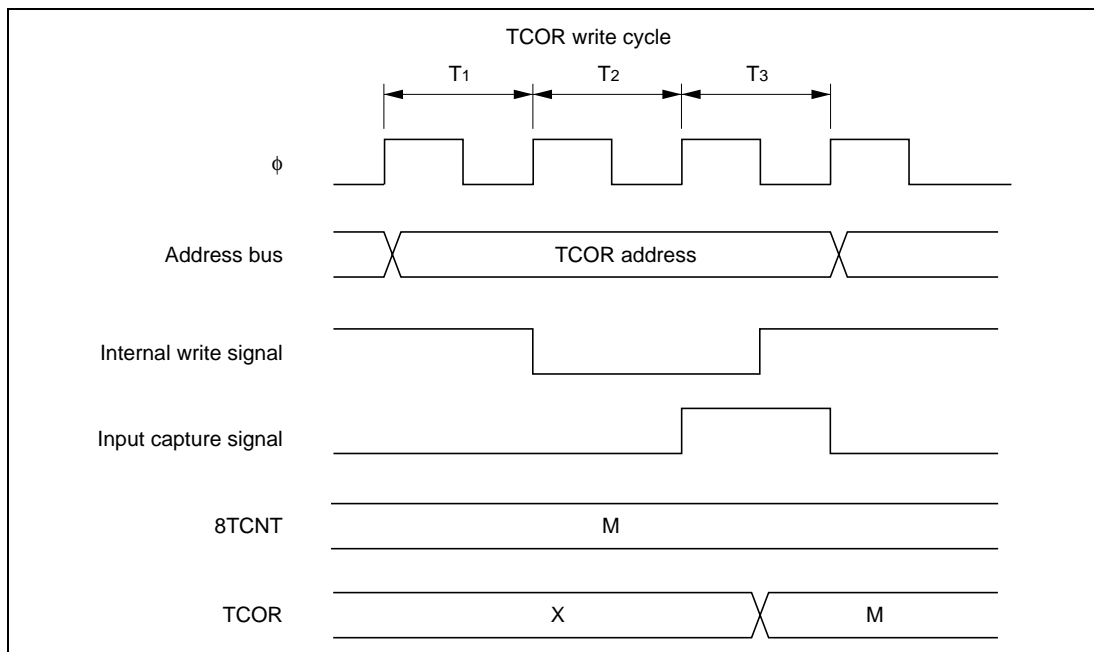 TCOR write cycle
T1 T2 T3
φ
Address bus TCOR address
Internal write signal
Input capture signal
8TCNT M
TCOR X M